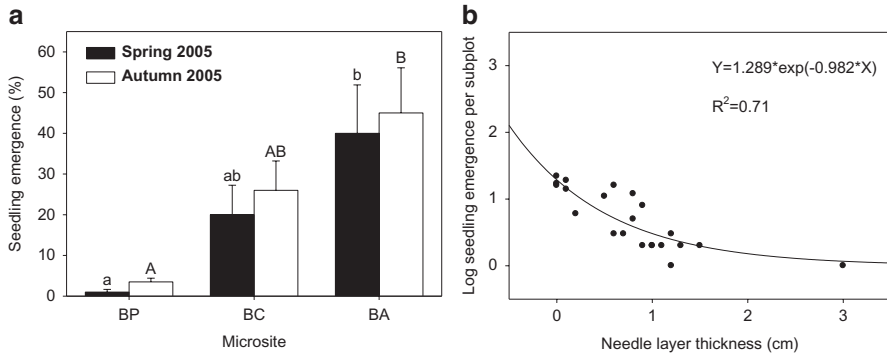 a
Seedling emergence (%)
60
50
40
30
20
10
0
Spring 2005
Autumn 2005
a
A
ab
AB
b
B
BP
BC
BA
Microsite
b
Log seedling emergence per subplot
3
2
1
0
Y=1.289*exp(-0.982*X)
R²=0.71
0
1
2
3
Needle layer thickness (cm)